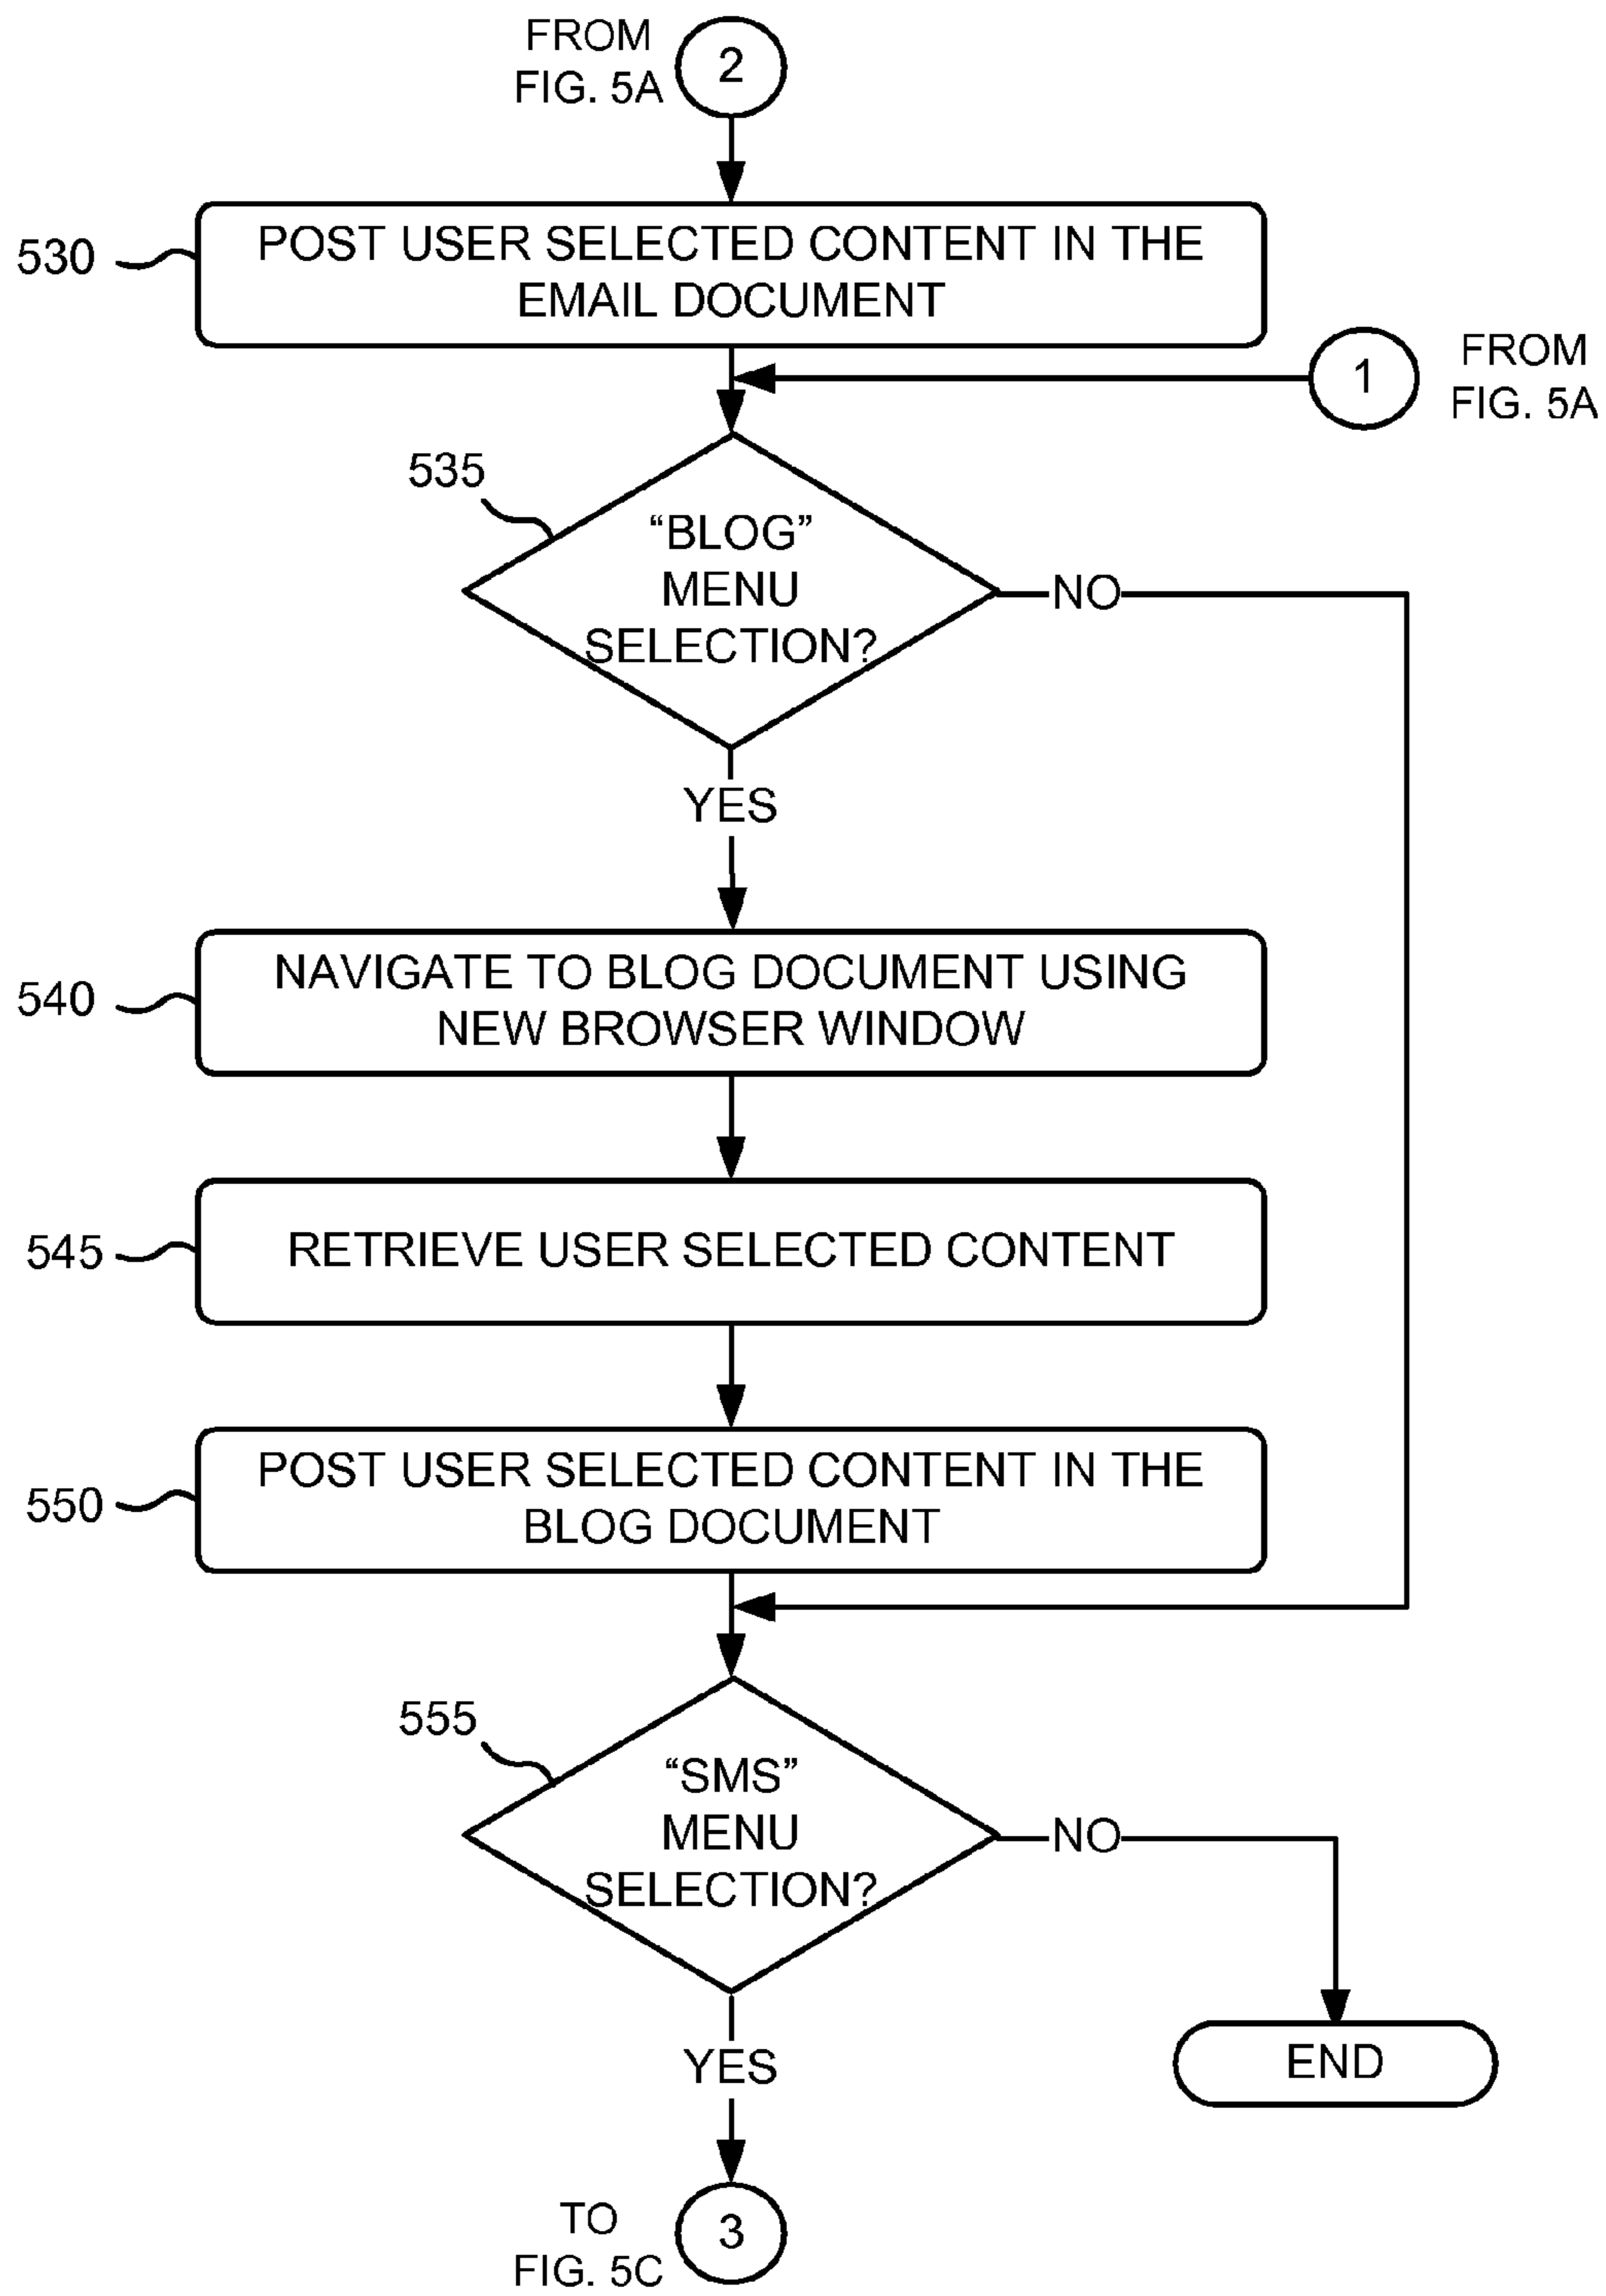 FROM
FIG. 5A
2
530
POST USER SELECTED CONTENT IN THE
EMAIL DOCUMENT
1
FROM
FIG. 5A
535
“BLOG”
MENU
SELECTION?
NO
YES
540
NAVIGATE TO BLOG DOCUMENT USING
NEW BROWSER WINDOW
545
RETRIEVE USER SELECTED CONTENT
550
POST USER SELECTED CONTENT IN THE
BLOG DOCUMENT
555
“SMS”
MENU
SELECTION?
NO
YES
END
TO
FIG. 5C
3